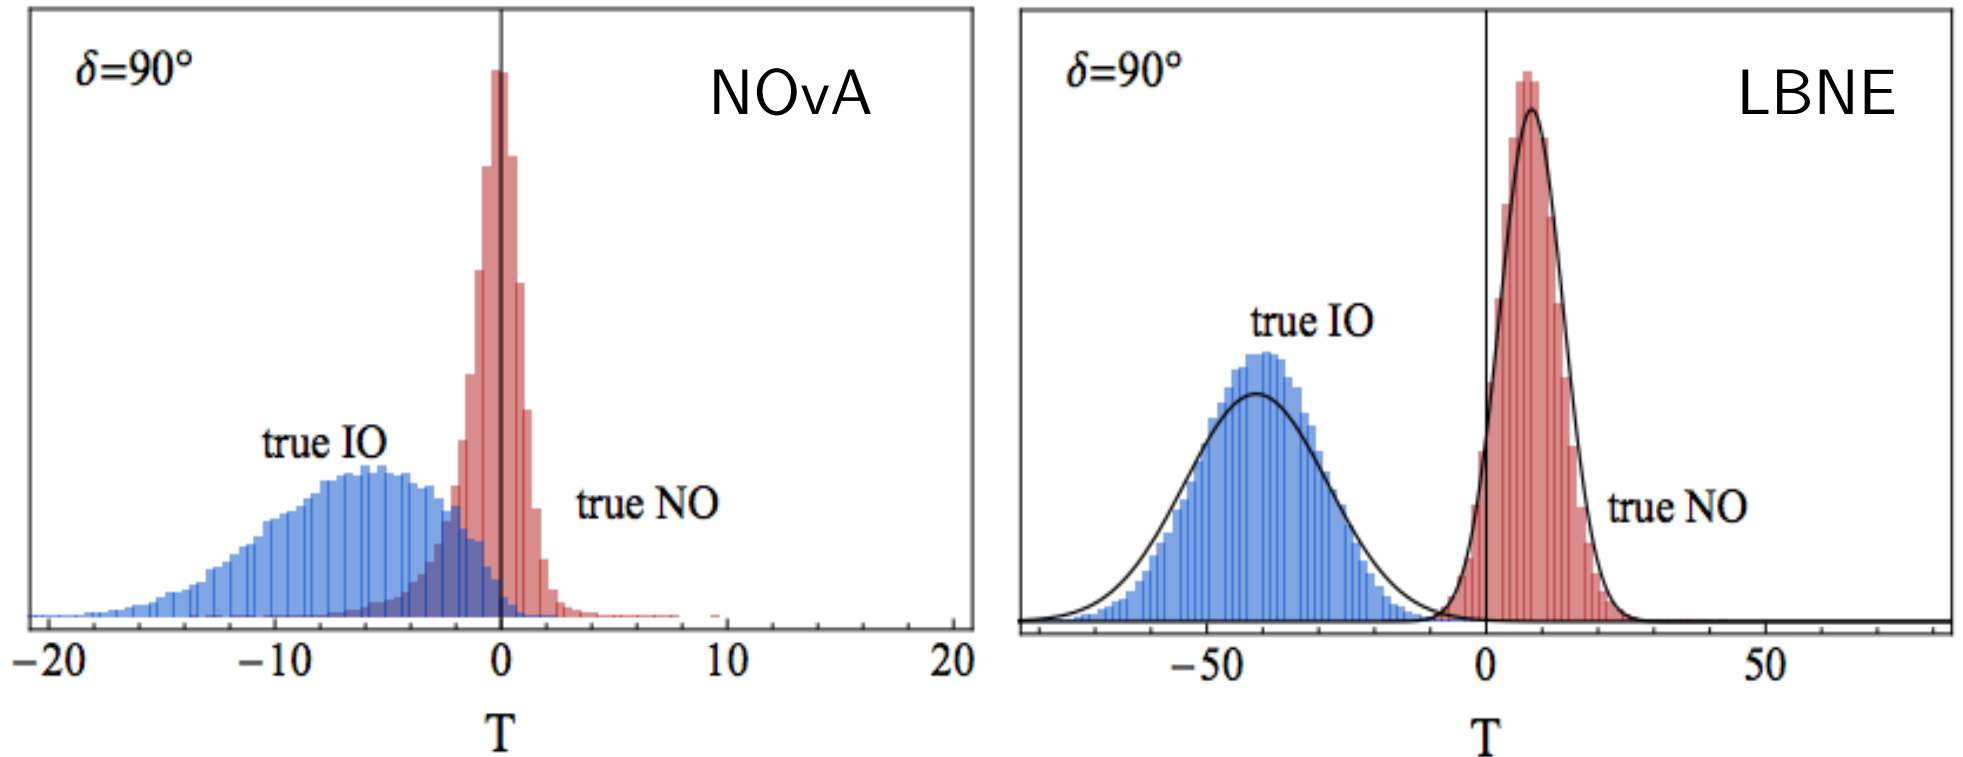 δ=90°
NOvA
true IO
true NO
−20 −10 0 10 20
T
δ=90°
LBNE
true IO
true NO
−50 0 50
T